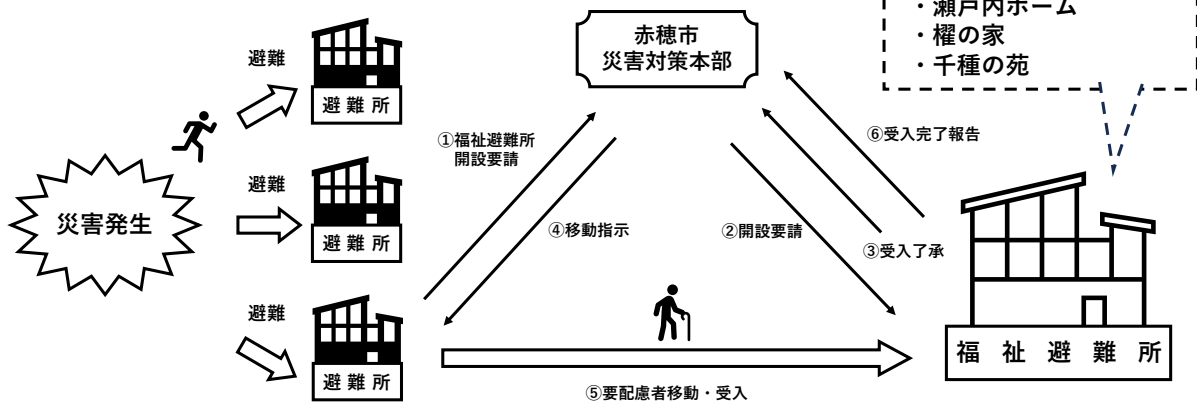 ・瀬戸内ホーム
・櫂の家
・千種の苑
赤穂市
災害対策本部
避難
避難所
①福祉避難所
開設要請
⑥受入完了報告
災害発生
避難
避難所
④移動指示
②開設要請
③受入了承
避難
避難所
福祉避難所
⑤要配慮者移動・受入